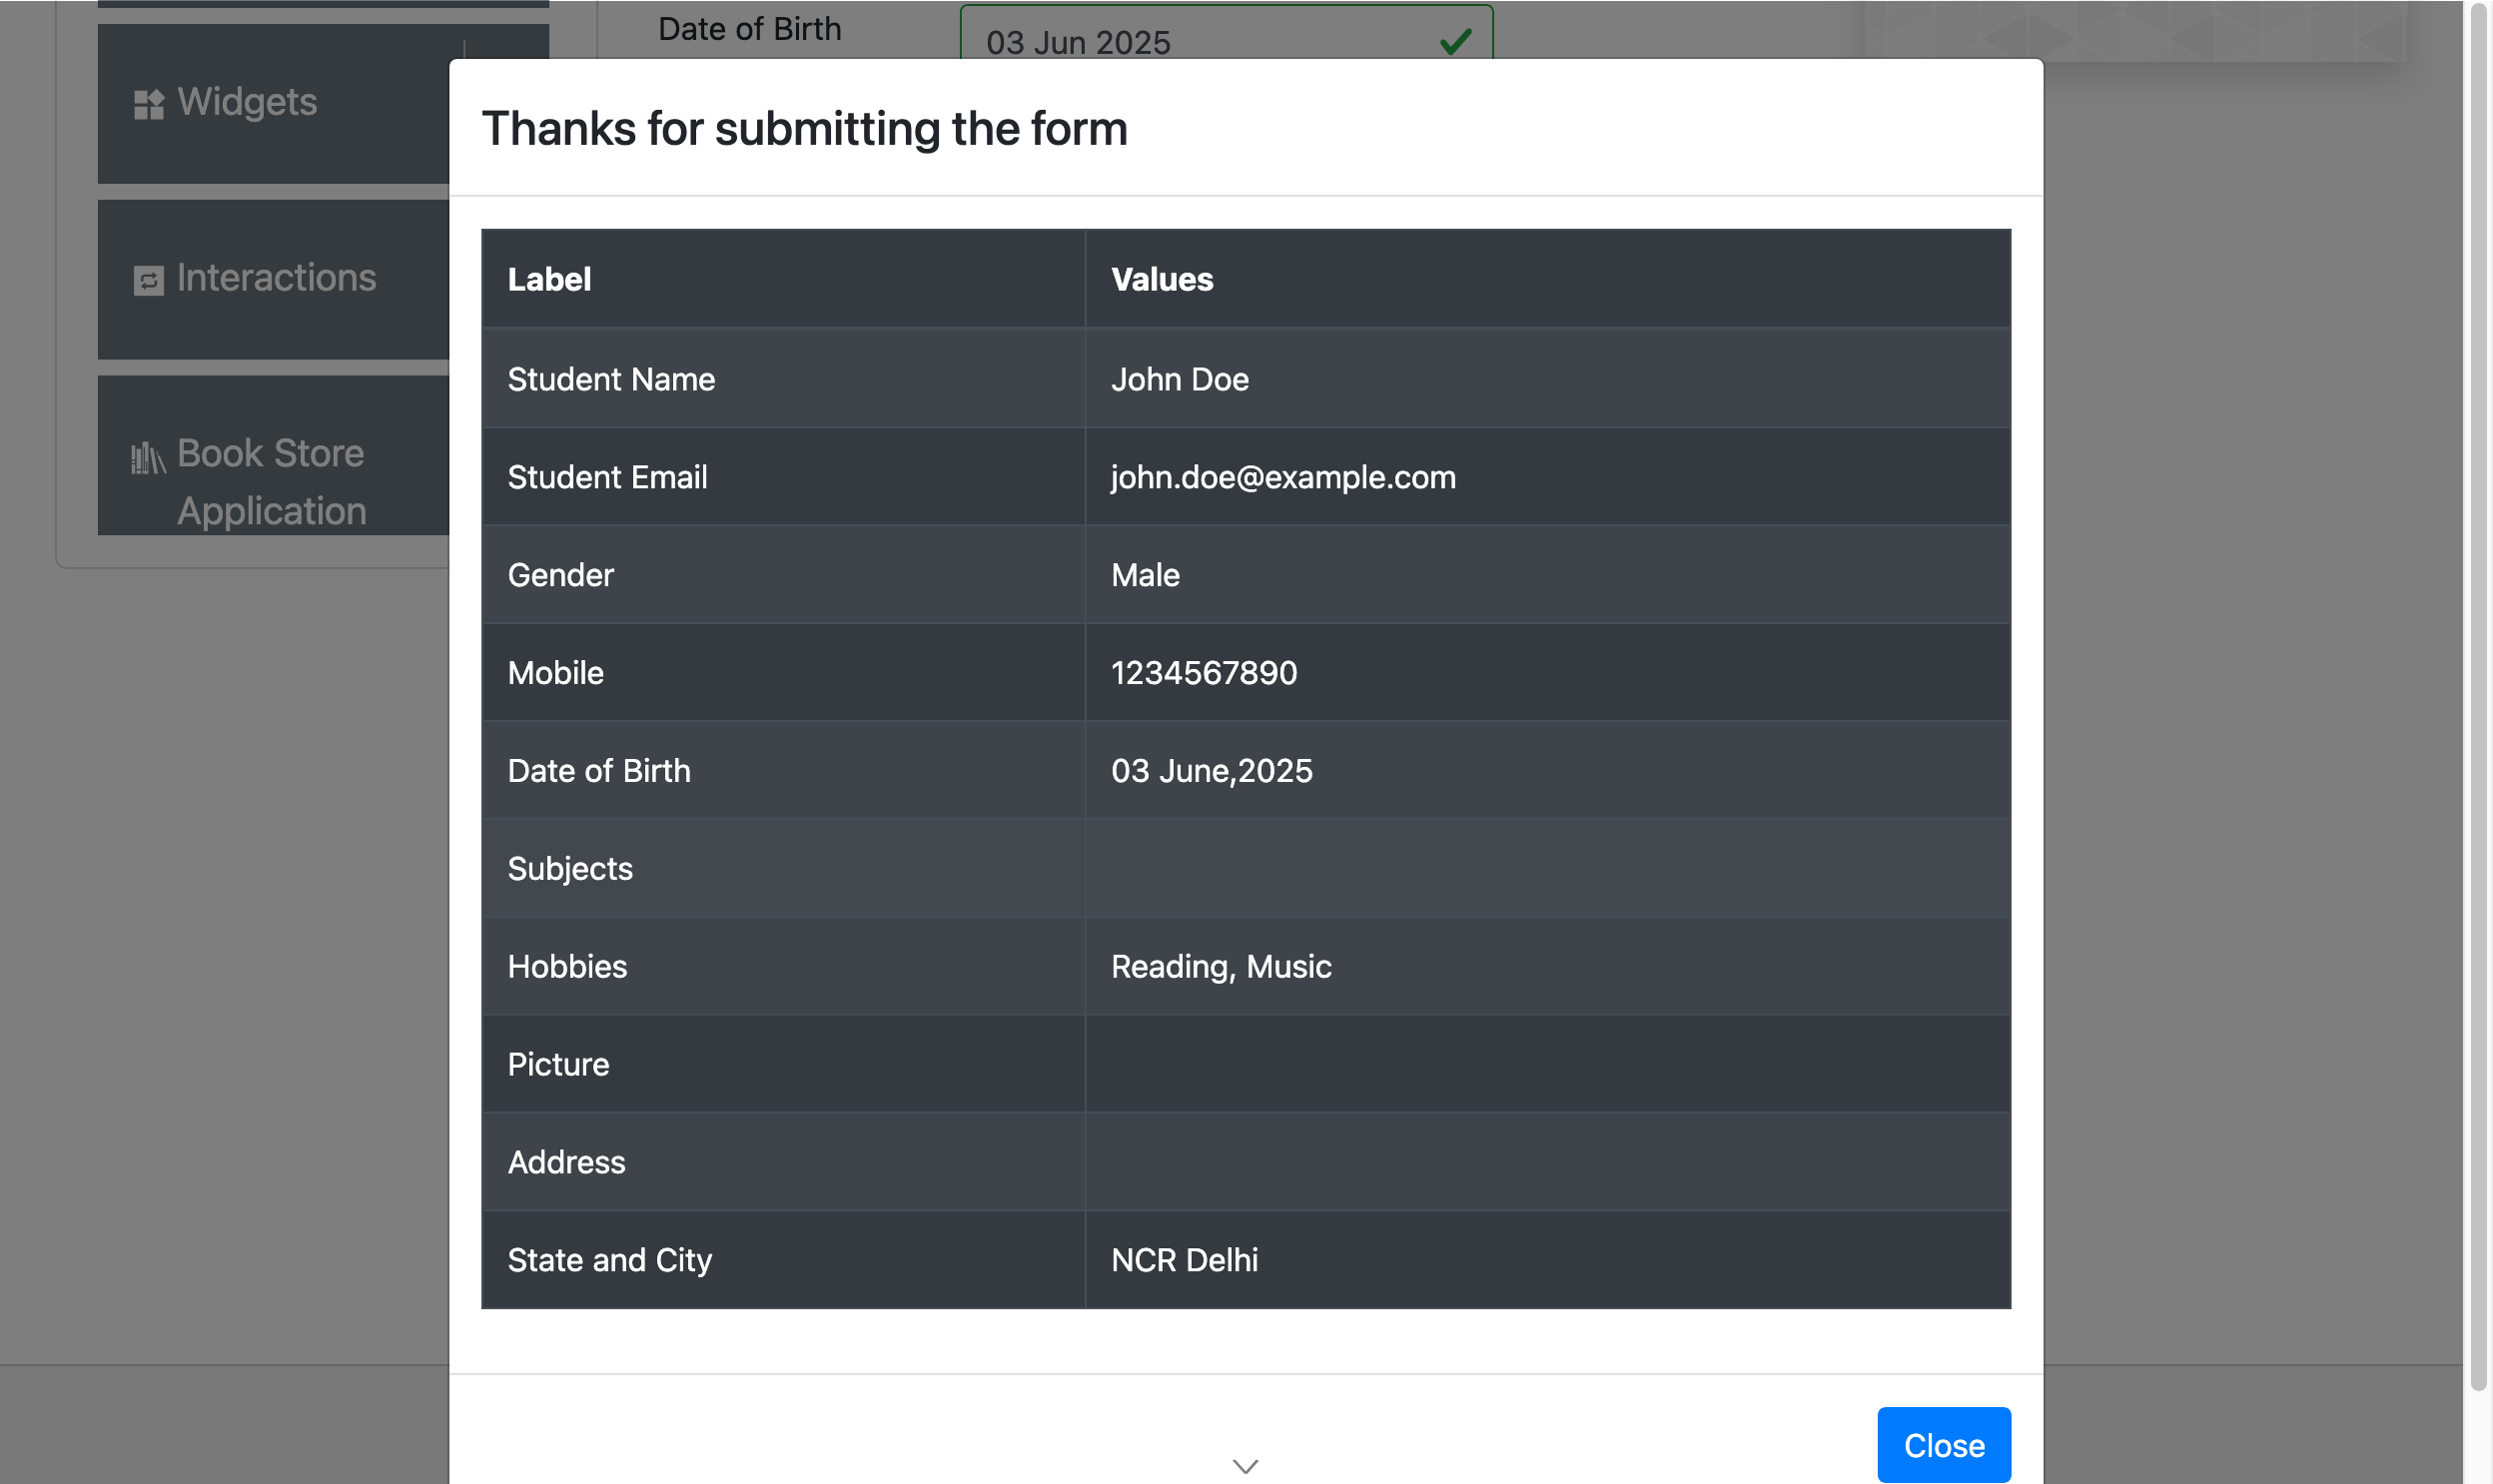 Date of Birth 03 Jun 2025
Widgets
Interactions
Book Store
Application
Thanks for submitting the form
Label Values
Student Name John Doe
Student Email john.doe@example.com
Gender Male
Mobile 1234567890
Date of Birth 03 June,2025
Subjects
Hobbies Reading, Music
Picture
Address
State and City NCR Delhi
Close